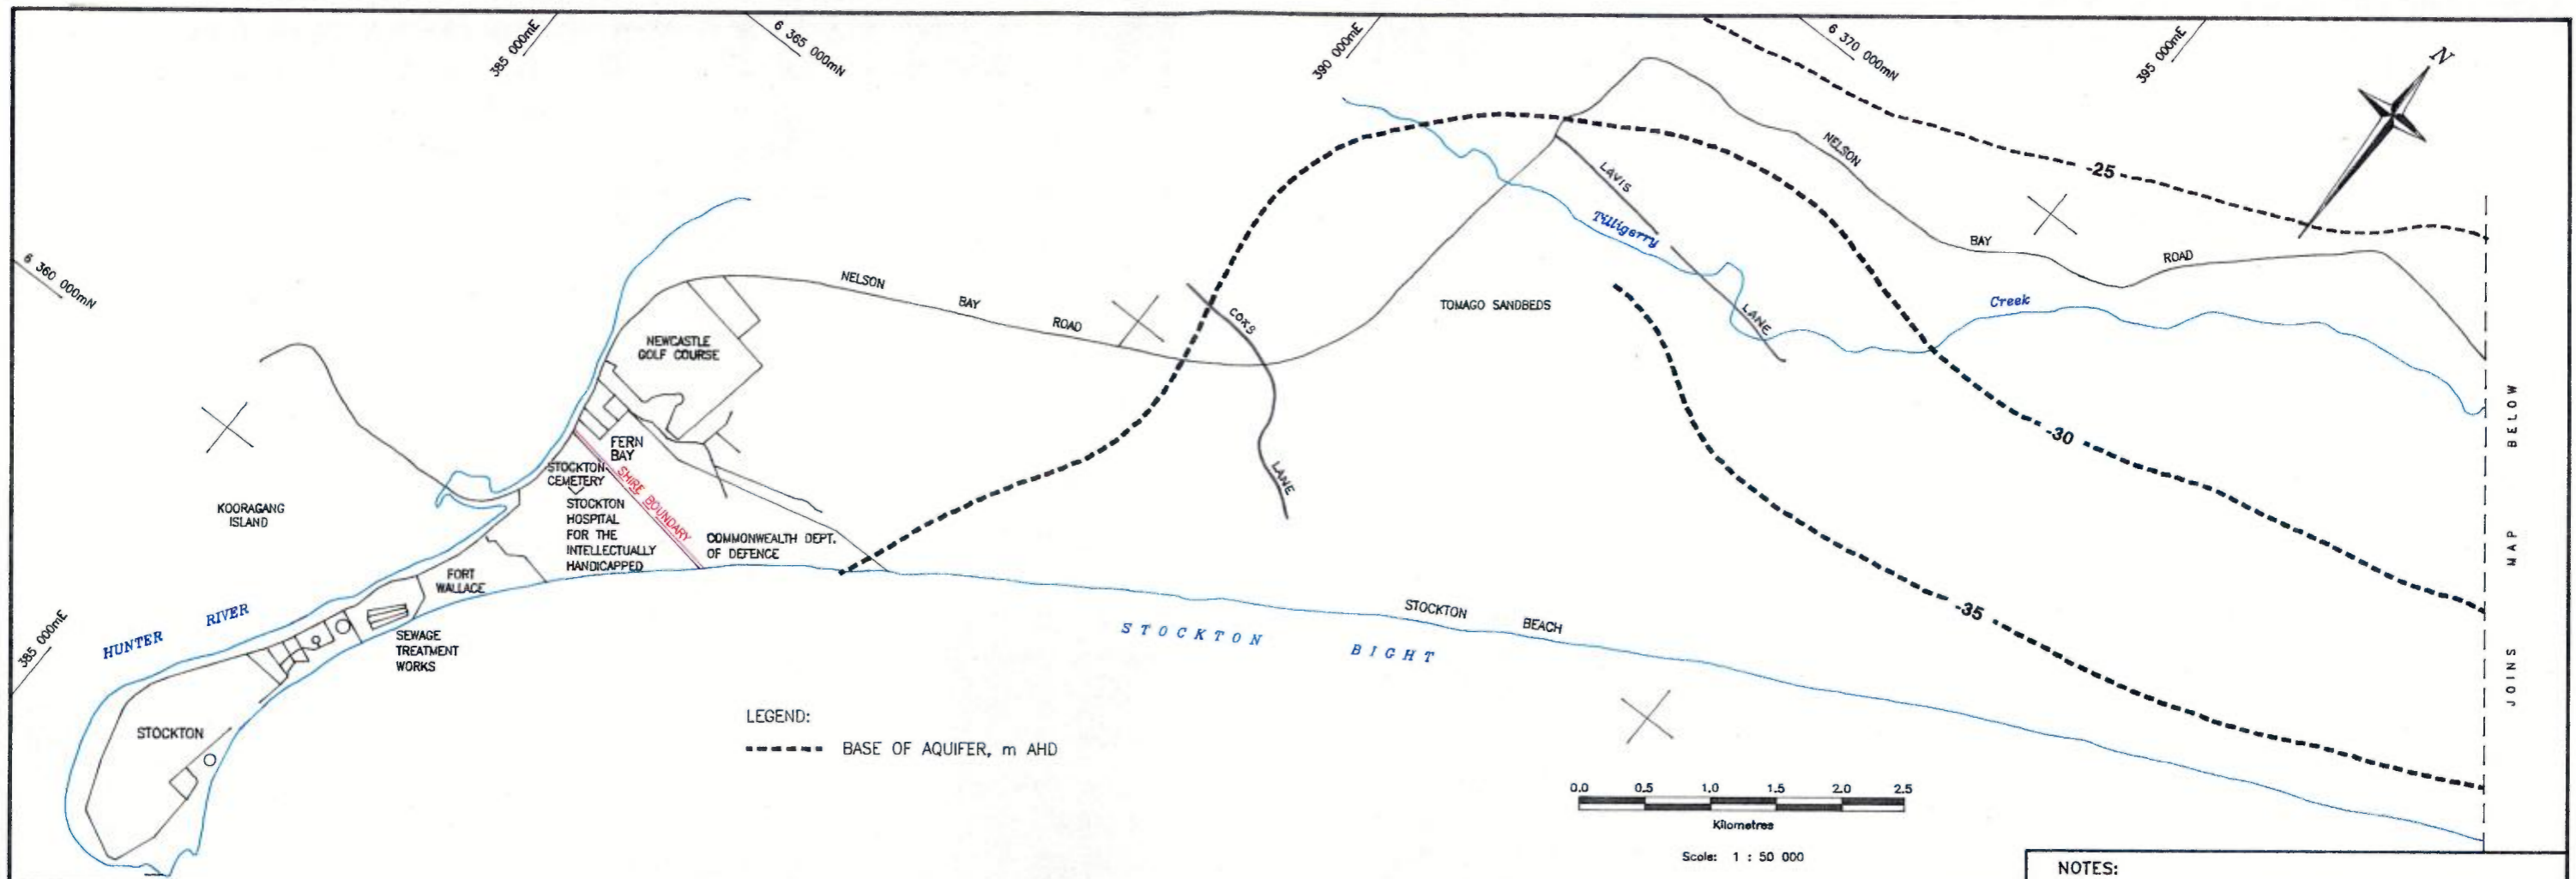 385 000mE
6 365 000mN
390 000mE
6 370 000mN
395 000mE
N
6 360 000mN
385 000mE
-25
-30
-35
NELSON
BAY
ROAD
NELSON
BAY
ROAD
LAVIS
LANE
Tilligerry
Creek
COXS
LANE
TOMAGO SANDBEDS
NEWCASTLE
GOLF COURSE
FERN
BAY
STOCKTON
CEMETERY
SHIRE BOUNDARY
STOCKTON
HOSPITAL
FOR THE
INTELLECTUALLY
HANDICAPPED
COMMONWEALTH DEPT.
OF DEFENCE
KOORAGANG
ISLAND
FORT
WALLACE
HUNTER RIVER
SEWAGE
TREATMENT
WORKS
STOCKTON
STOCKTON BEACH
STOCKTON BIGHT
JOINS MAP BELOW
LEGEND:
BASE OF AQUIFER, m AHD
0.0 0.5 1.0 1.5 2.0 2.5
Kilometres
Scale: 1 : 50 000
NOTES: